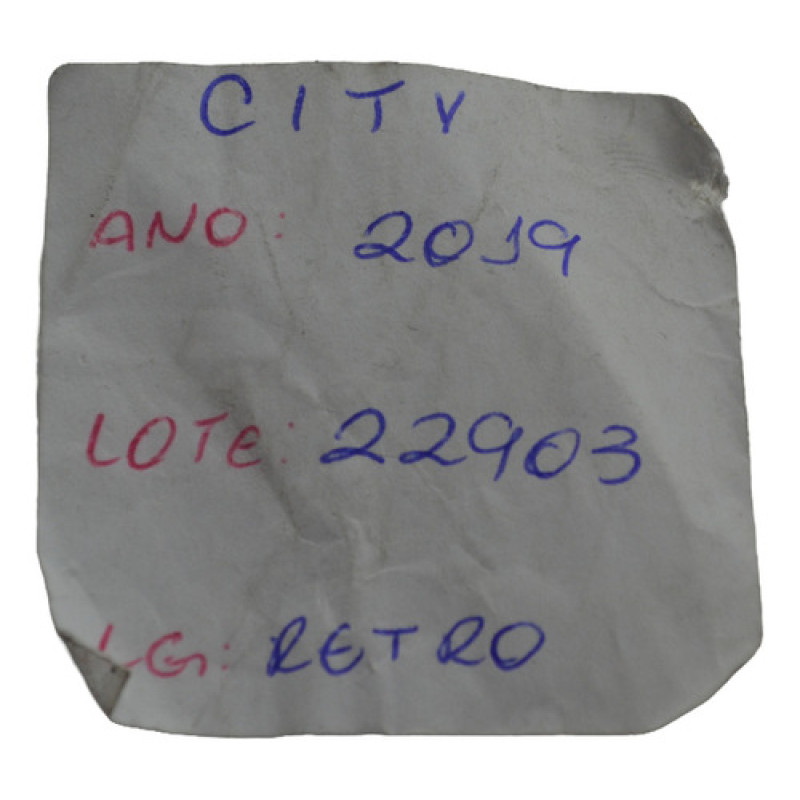 CITY
ANO: 2019
LOTE: 22903
LG: RETRO